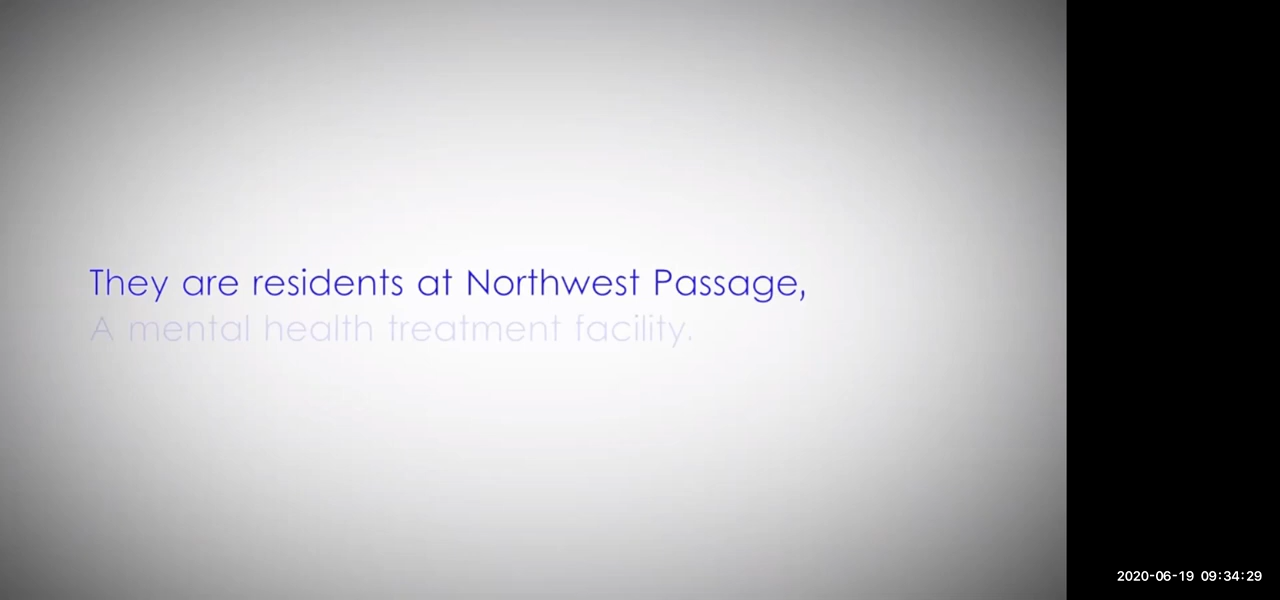 They are residents at Northwest Passage,
A mental health treatment facility.
2020-06-19 09:34:29